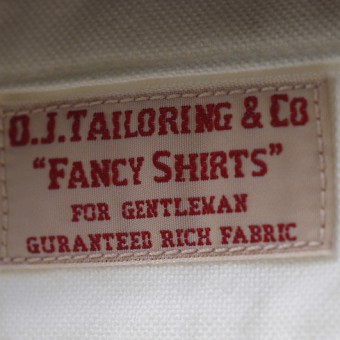 O.J.TAILORING & CO
"FANCY SHIRTS"
FOR GENTLEMAN
GURANTEED RICH FABRIC